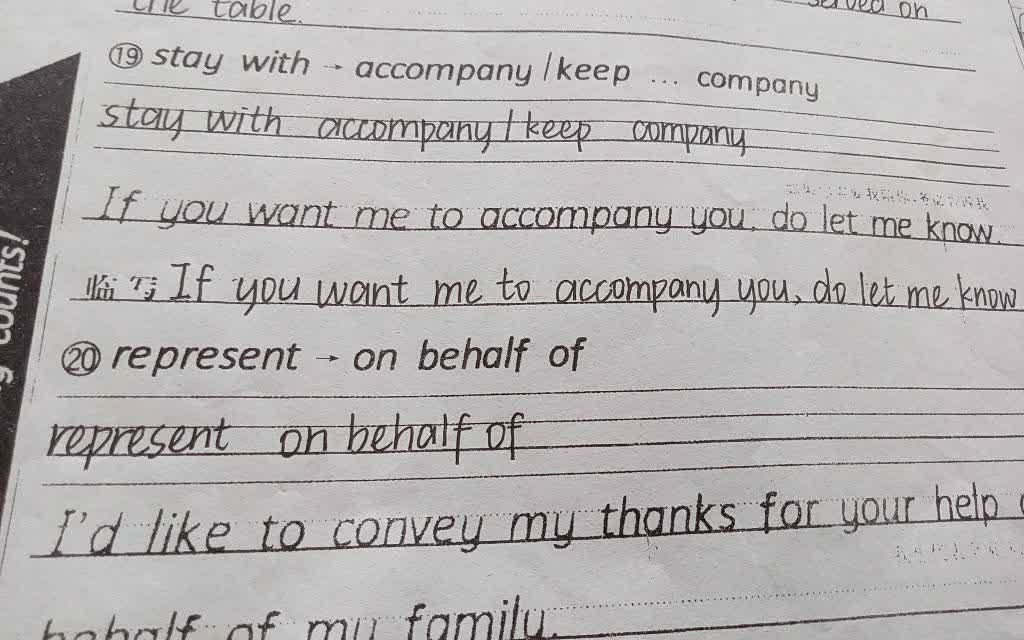 the table.
served on
⑲ stay with → accompany / keep ... company
stay with accompany / keep company
If you want me to accompany you, do let me know.
临写 If you want me to accompany you, do let me know
⑳ represent → on behalf of
represent on behalf of
I'd like to convey my thanks for your help
behalf of my family.
counts!